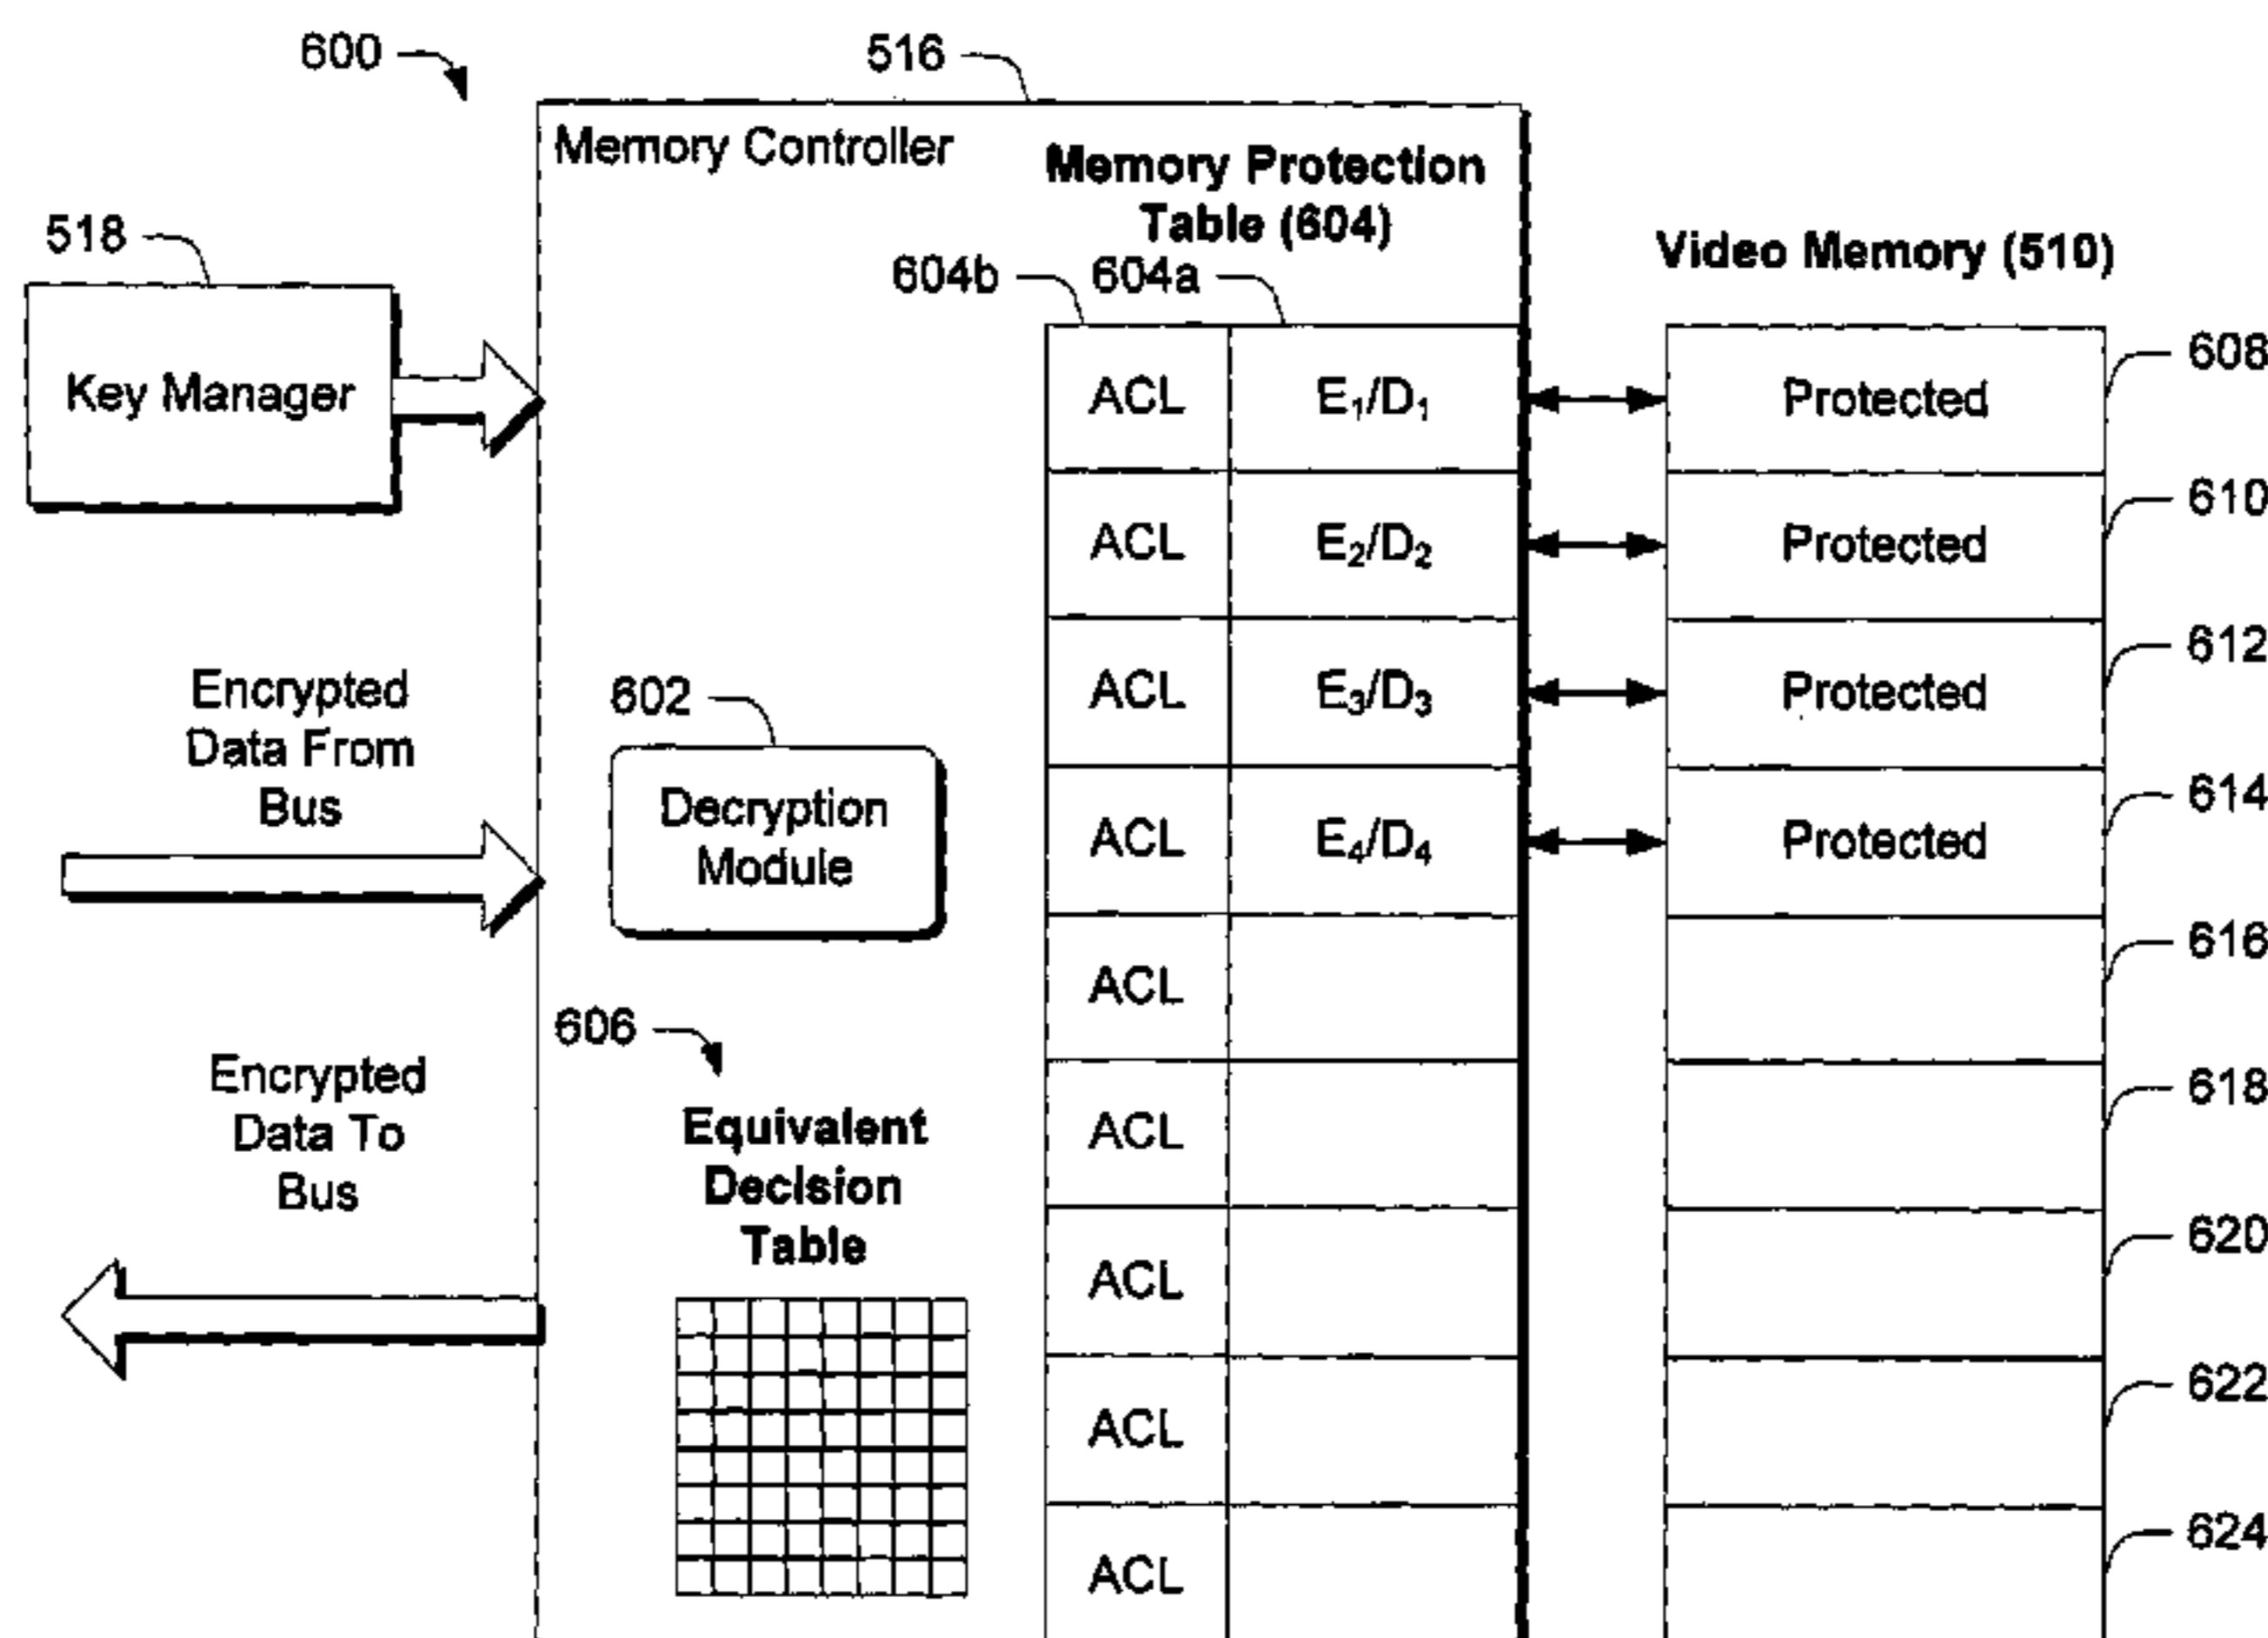 600
516
Memory Controller
Memory Protection
Table (604)
518
604b
604a
Video Memory (510)
Key Manager
ACL
E₁/D₁
Protected
608
ACL
E₂/D₂
Protected
610
Encrypted
Data From
Bus
602
Decryption
Module
ACL
E₃/D₃
Protected
612
ACL
E₄/D₄
Protected
614
ACL
616
606
Encrypted
Data To
Bus
Equivalent
Decision
Table
ACL
618
ACL
620
ACL
622
ACL
624